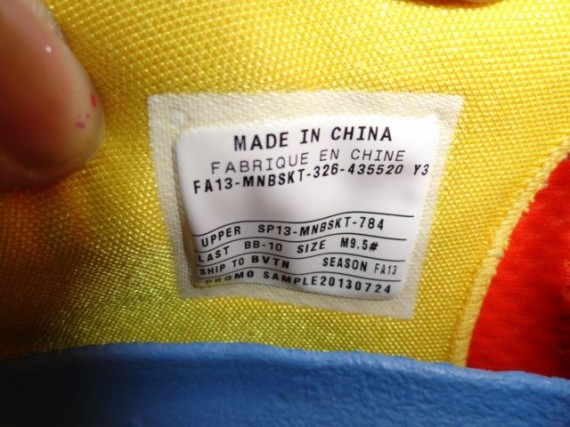 MADE IN CHINA
FABRIQUE EN CHINE
FA13-MNBSKT-326-435520 Y3
UPPER SP13-MNBSKT-784
LAST BB-10 SIZE M9.5#
SHIP TO BVTN SEASON FA13
PROMO SAMPLE20130724